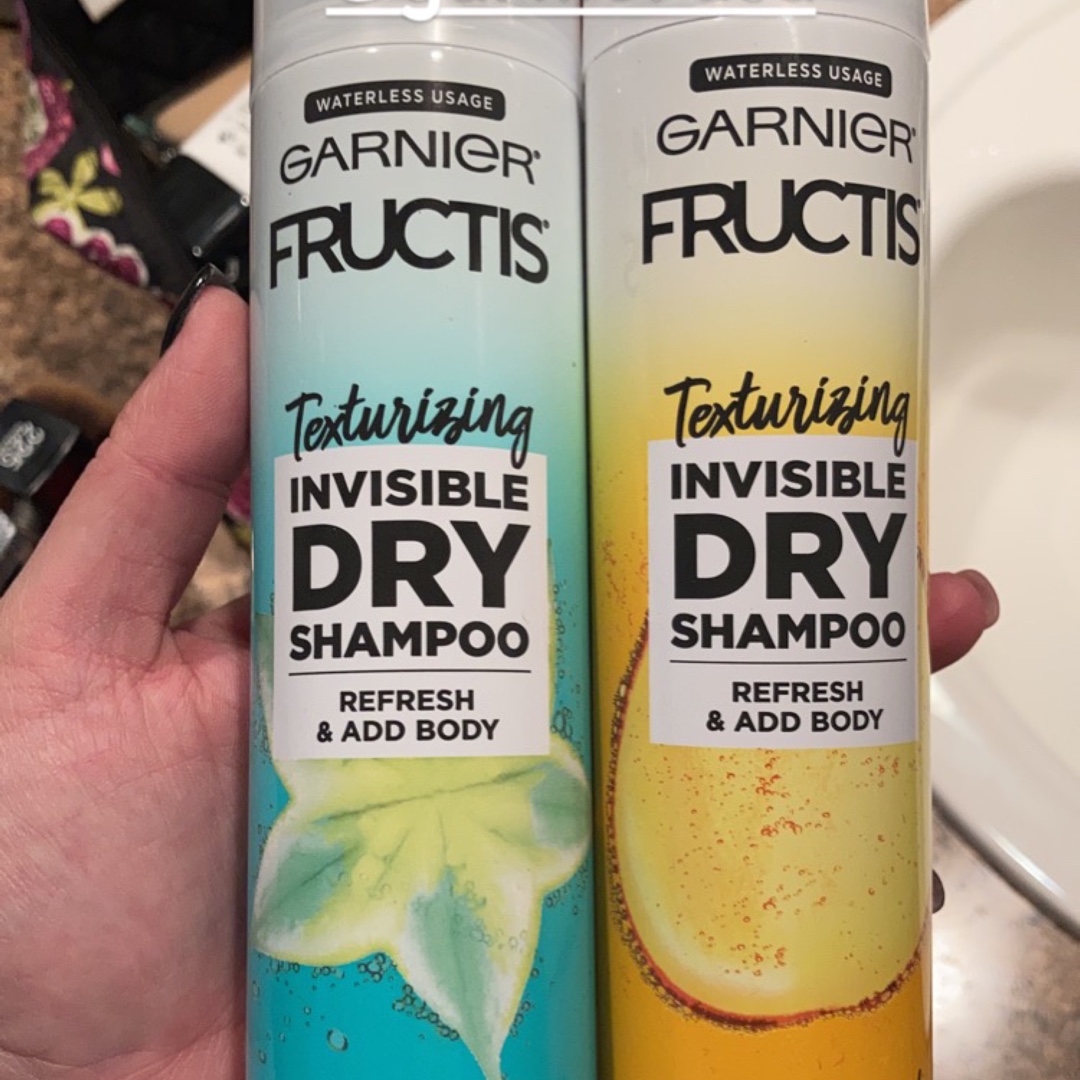 WATERLESS USAGE
GARNIER
FRUCTIS
Texturizing
INVISIBLE
DRY
SHAMPOO
REFRESH
& ADD BODY
WATERLESS USAGE
GARNIER
FRUCTIS
Texturizing
INVISIBLE
DRY
SHAMPOO
REFRESH
& ADD BODY